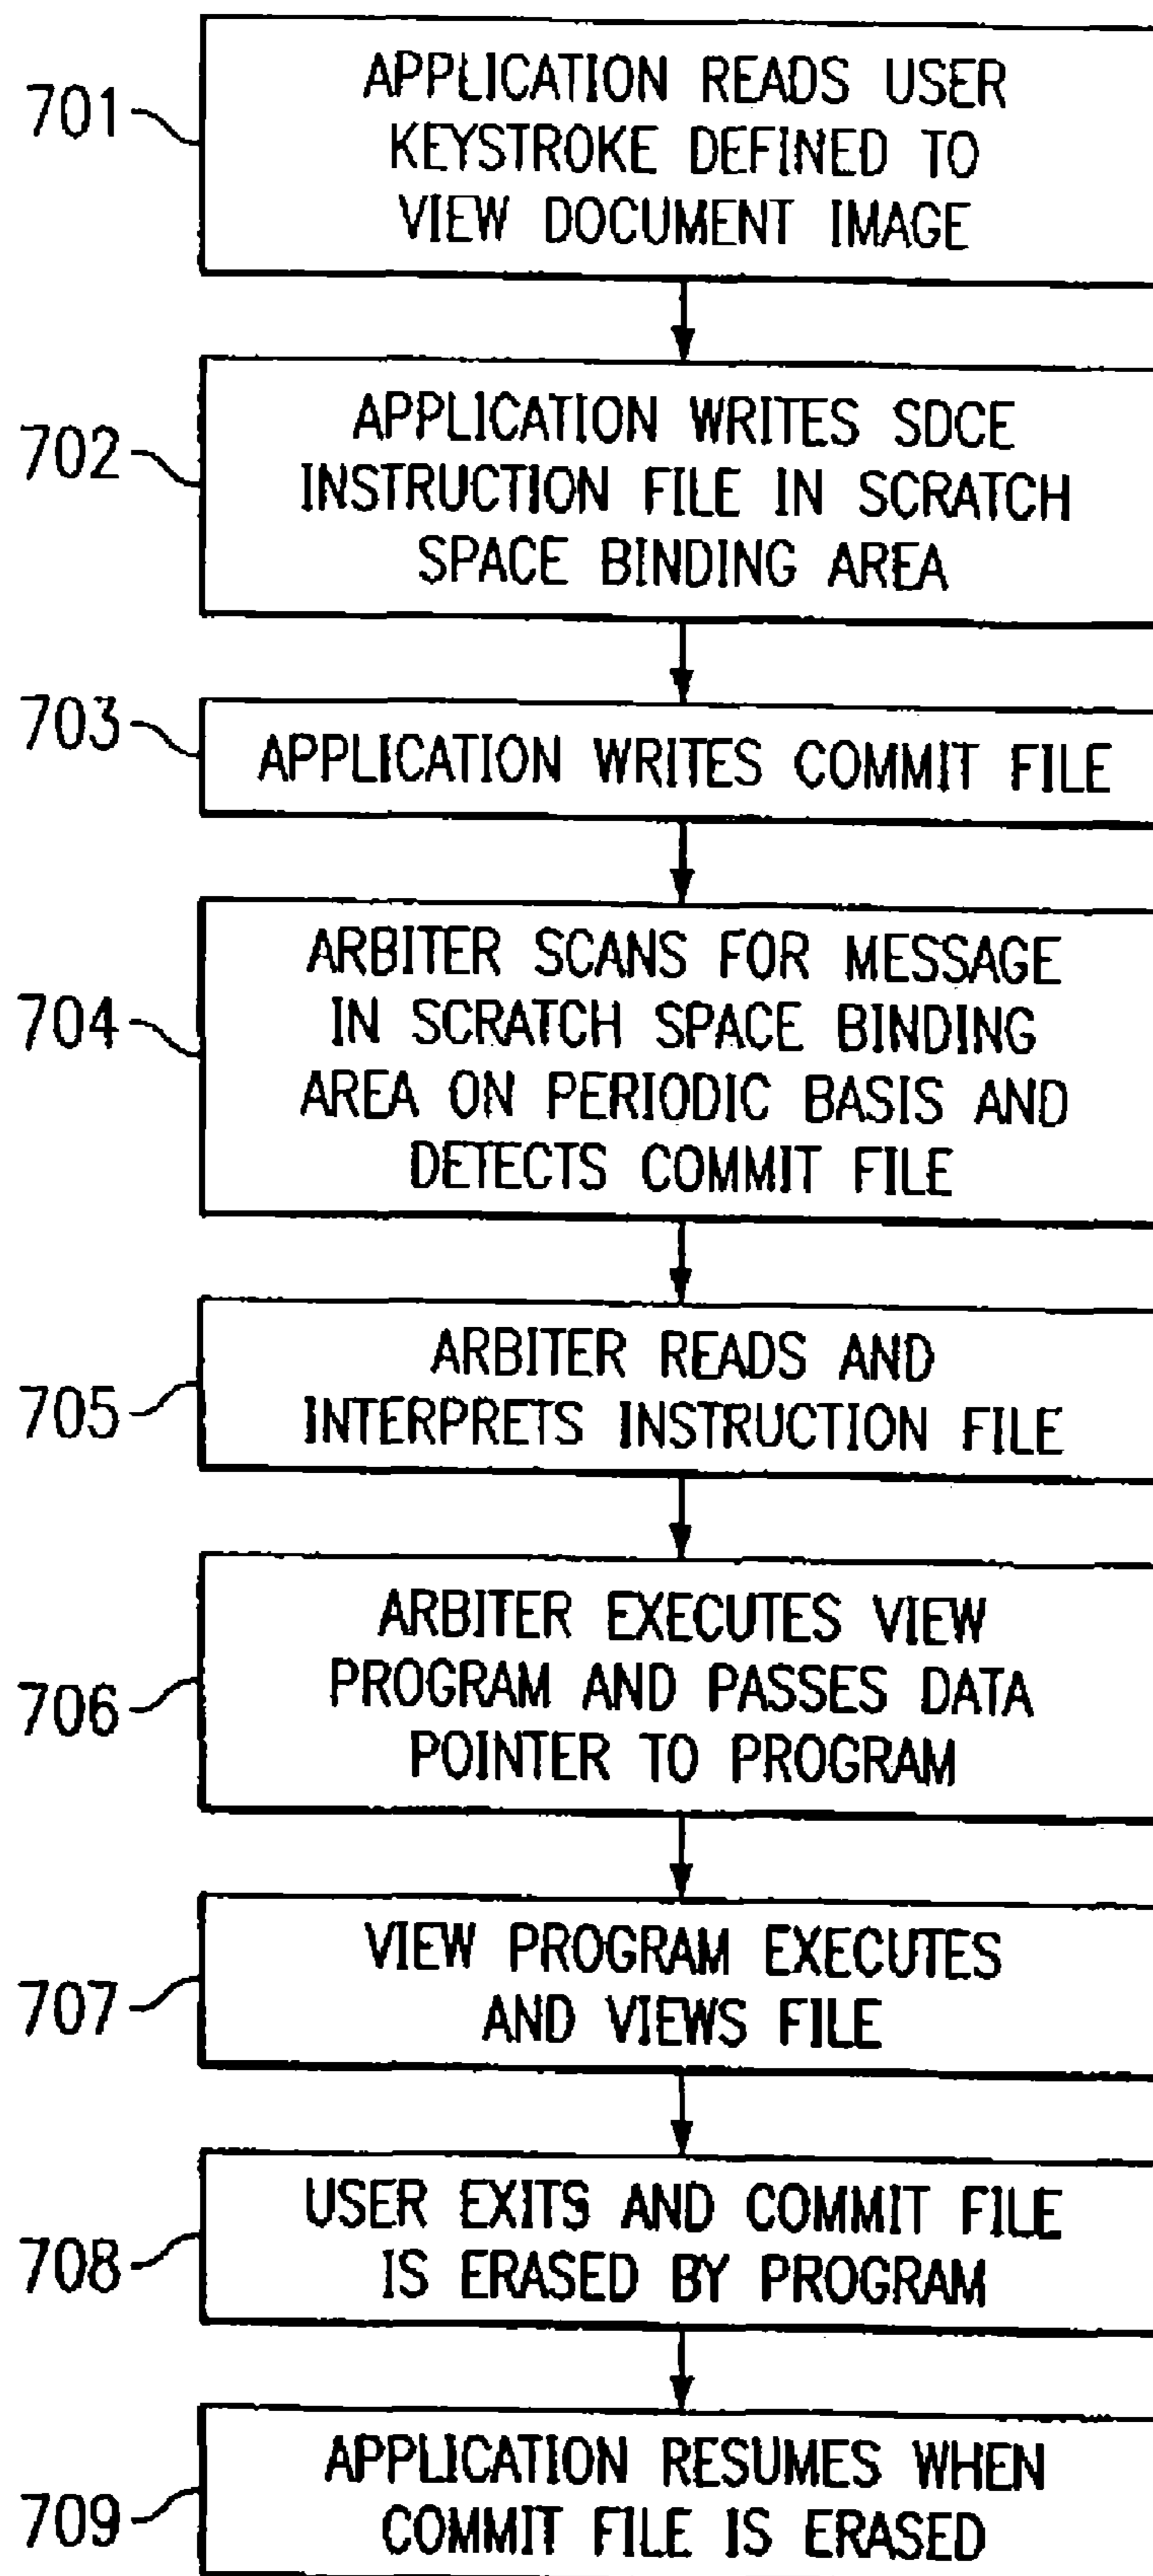 701
APPLICATION READS USER
KEYSTROKE DEFINED TO
VIEW DOCUMENT IMAGE
702
APPLICATION WRITES SDCE
INSTRUCTION FILE IN SCRATCH
SPACE BINDING AREA
703
APPLICATION WRITES COMMIT FILE
704
ARBITER SCANS FOR MESSAGE
IN SCRATCH SPACE BINDING
AREA ON PERIODIC BASIS AND
DETECTS COMMIT FILE
705
ARBITER READS AND
INTERPRETS INSTRUCTION FILE
706
ARBITER EXECUTES VIEW
PROGRAM AND PASSES DATA
POINTER TO PROGRAM
707
VIEW PROGRAM EXECUTES
AND VIEWS FILE
708
USER EXITS AND COMMIT FILE
IS ERASED BY PROGRAM
709
APPLICATION RESUMES WHEN
COMMIT FILE IS ERASED